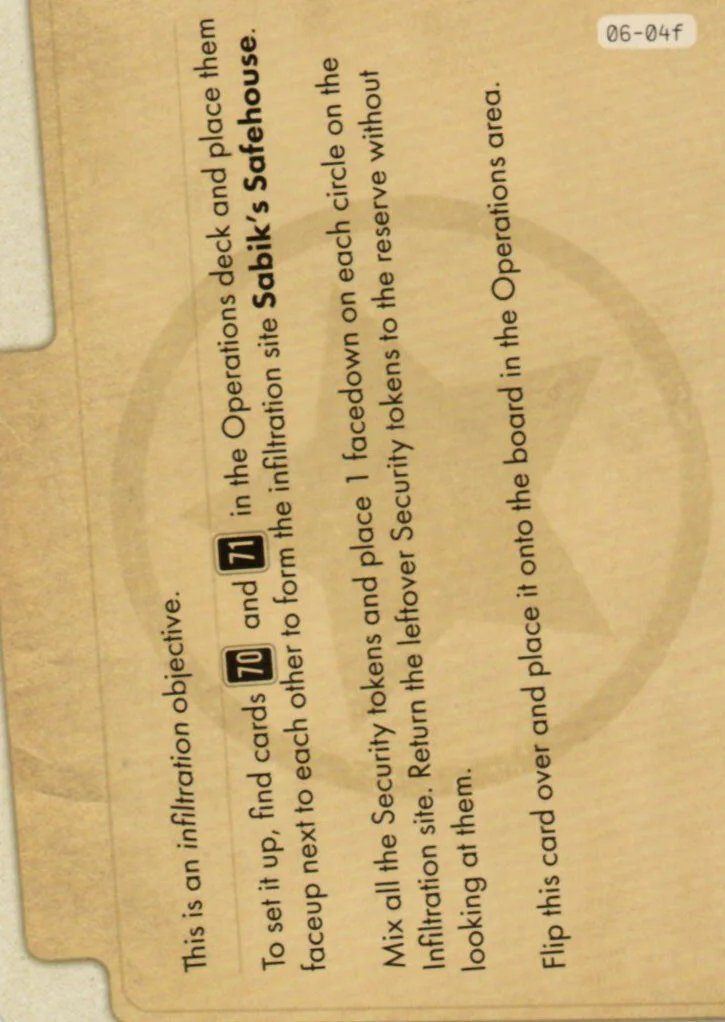 06-04f
This is an infiltration objective.
To set it up, find cards 70 and 71 in the Operations deck and place them
faceup next to each other to form the infiltration site Sabik's Safehouse.
Mix all the Security tokens and place 1 facedown on each circle on the
Infiltration site. Return the leftover Security tokens to the reserve without
looking at them.
Flip this card over and place it onto the board in the Operations area.